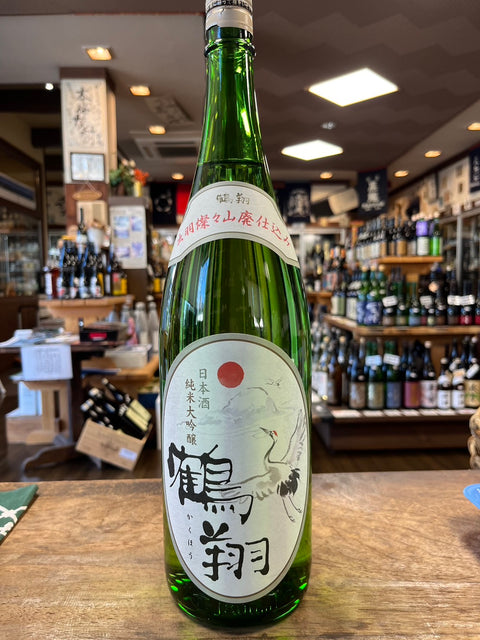 鶴翔
羽燦々山廃仕込み
日本酒
純米大吟醸
鶴翔
かくほう